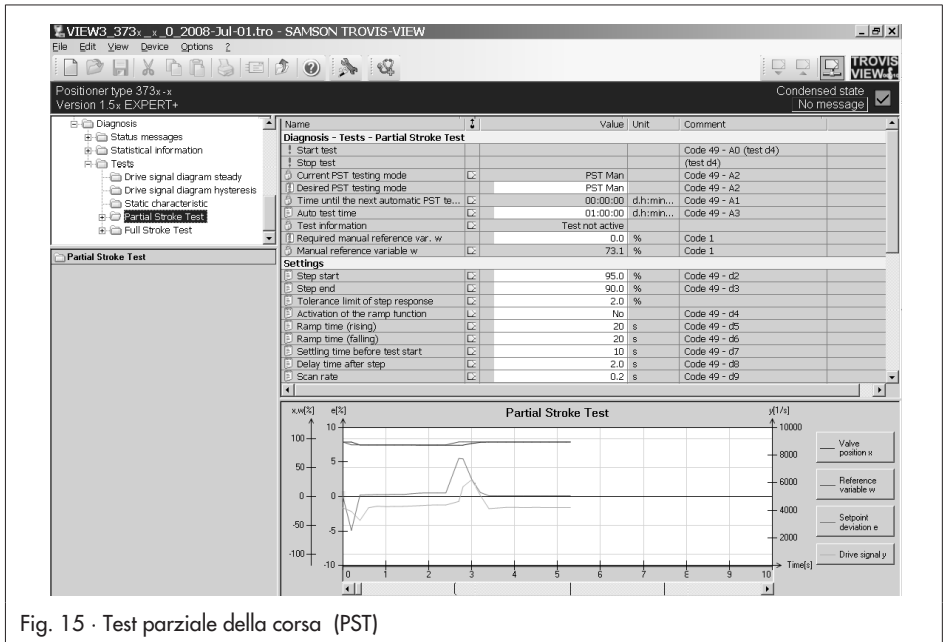 VIEW3_373x_x_0_2008-Jul-01.tro - SAMSON TROVIS-VIEW
File Edit View Device Options ?
TROVIS
VIEW
Positioner type 373x-x
Version 1.5x EXPERT+
Condensed state
No message
Diagnosis
Status messages
Statistical information
Tests
Drive signal diagram steady
Drive signal diagram hysteresis
Static characteristic
Partial Stroke Test
Full Stroke Test
Partial Stroke Test
Name Value Unit Comment
Diagnosis - Tests - Partial Stroke Test
Start test Code 49 - A0 (test d4)
Stop test (test d4)
Current PST testing mode PST Man Code 49 - A2
Desired PST testing mode PST Man Code 49 - A2
Time until the next automatic PST te... 00:00:00 d.h:min... Code 49 - A1
Auto test time 01:00:00 d.h:min... Code 49 - A3
Test information Test not active
Required manual reference var. w 0.0 % Code 1
Manual reference variable w 73.1 % Code 1
Settings
Step start 95.0 % Code 49 - d2
Step end 90.0 % Code 49 - d3
Tolerance limit of step response 2.0 %
Activation of the ramp function No Code 49 - d4
Ramp time (rising) 20 s Code 49 - d5
Ramp time (falling) 20 s Code 49 - d6
Settling time before test start 10 s Code 49 - d7
Delay time after step 2.0 s Code 49 - d8
Scan rate 0.2 s Code 49 - d9
x,w[%] e[%] Partial Stroke Test y[1/s]
10 10000
100
8000
5
50
6000
0 0
4000
-50
-5
2000
-100
-10
0 1 2 3 4 5 6 7 E 9 10 Time[s]
Valve
position x
Reference
variable w
Setpoint
deviation e
Drive signal y
Fig. 15 · Test parziale della corsa (PST)